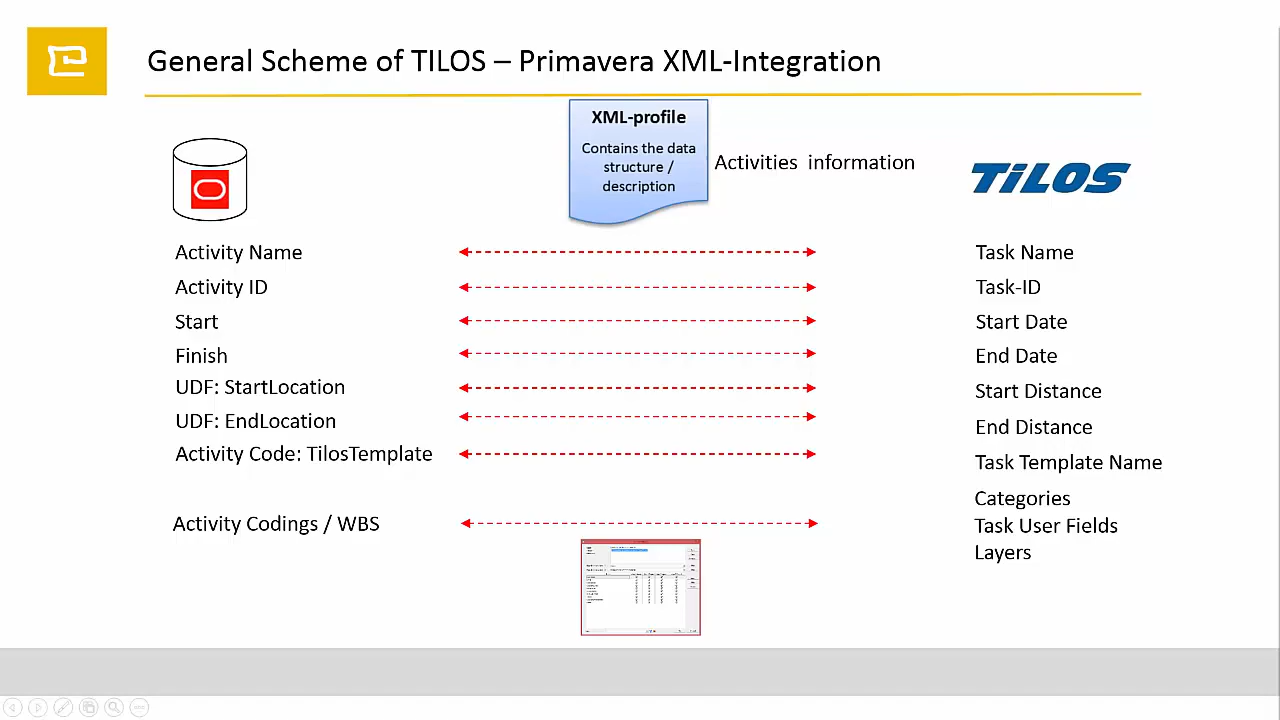 General Scheme of TILOS – Primavera XML-Integration
XML-profile
Contains the data
structure /
description
Activities information
TiLOS
Activity Name
Task Name
Activity ID
Task-ID
Start
Start Date
Finish
End Date
UDF: StartLocation
Start Distance
UDF: EndLocation
End Distance
Activity Code: TilosTemplate
Task Template Name
Categories
Activity Codings / WBS
Task User Fields
Layers